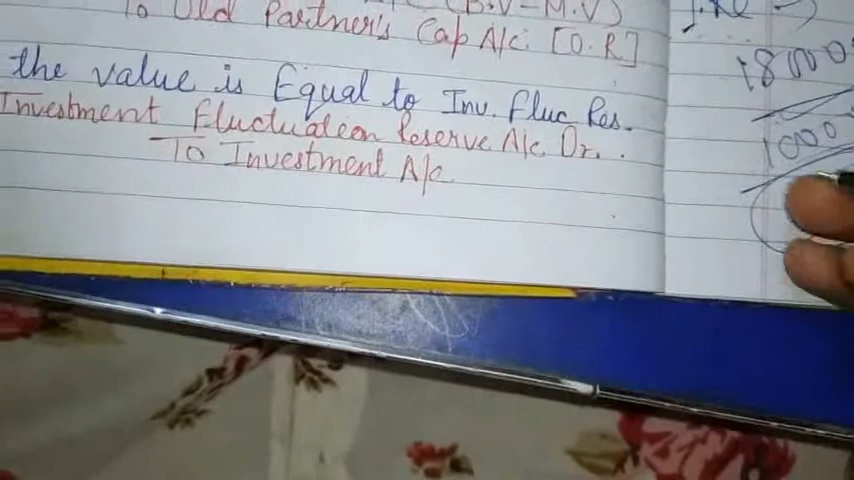 (B.V-M.V)
To Old Partner's Cap A/c. [O.R]
the value is Equal to Inv. Fluc Res.
Investment Fluctuation Reserve A/c Dr.
To Investment A/c
18000
1000